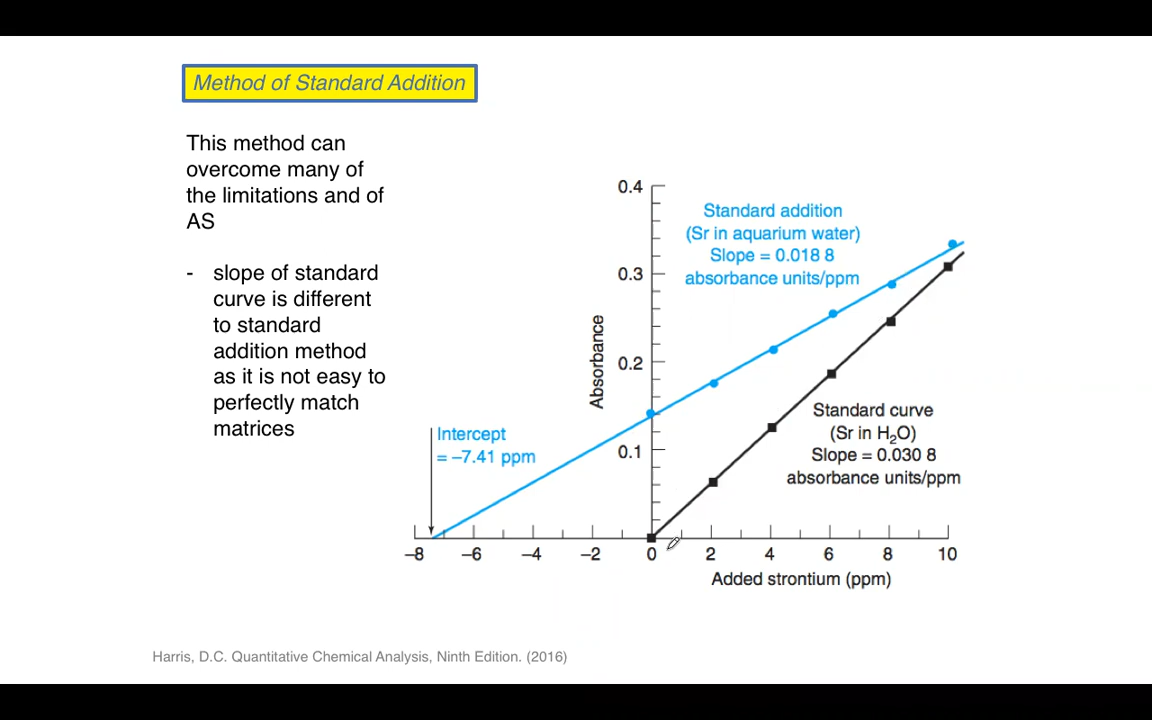 Method of Standard Addition
This method can
overcome many of
the limitations and of
AS
- slope of standard
curve is different
to standard
addition method
as it is not easy to
perfectly match
matrices
0.4
0.3
0.2
0.1
Absorbance
Standard addition
(Sr in aquarium water)
Slope = 0.018 8
absorbance units/ppm
Standard curve
(Sr in H₂O)
Slope = 0.030 8
absorbance units/ppm
Intercept
= –7.41 ppm
–8 –6 –4 –2 0 2 4 6 8 10
Added strontium (ppm)
Harris, D.C. Quantitative Chemical Analysis, Ninth Edition. (2016)